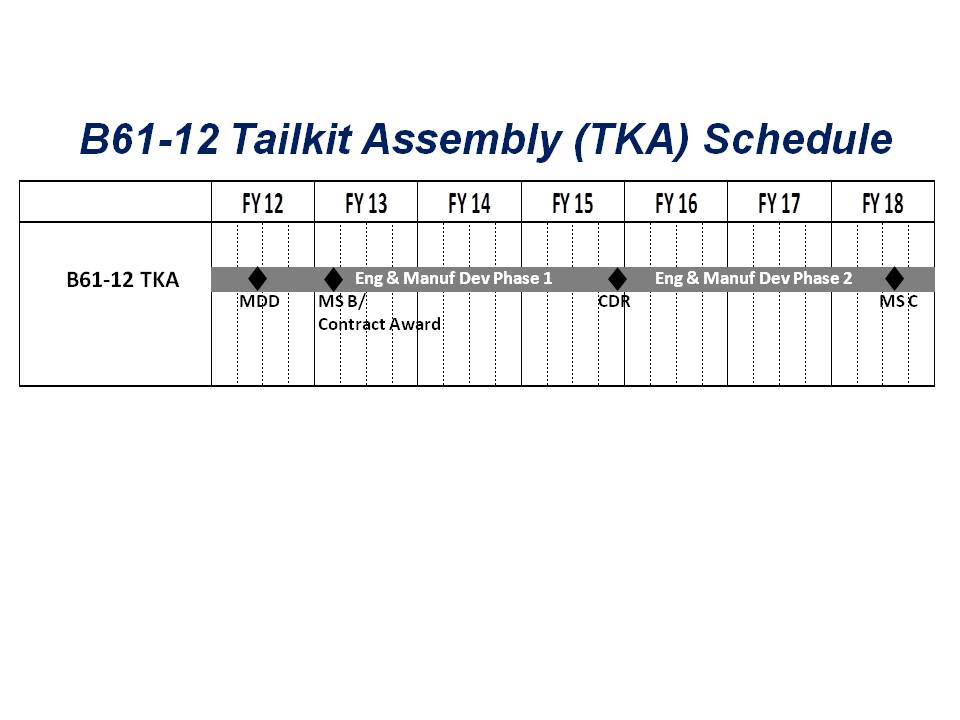 B61-12 Tailkit Assembly (TKA) Schedule
FY 12 FY 13 FY 14 FY 15 FY 16 FY 17 FY 18
B61-12 TKA Eng & Manuf Dev Phase 1 Eng & Manuf Dev Phase 2
MDD MS B/ CDR MS C
Contract Award